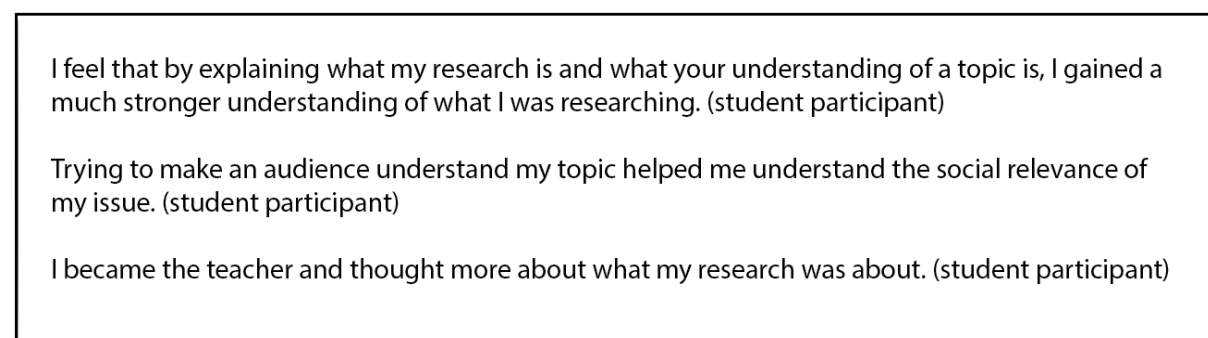 I feel that by explaining what my research is and what your understanding of a topic is, I gained a
much stronger understanding of what I was researching. (student participant)
Trying to make an audience understand my topic helped me understand the social relevance of
my issue. (student participant)
I became the teacher and thought more about what my research was about. (student participant)